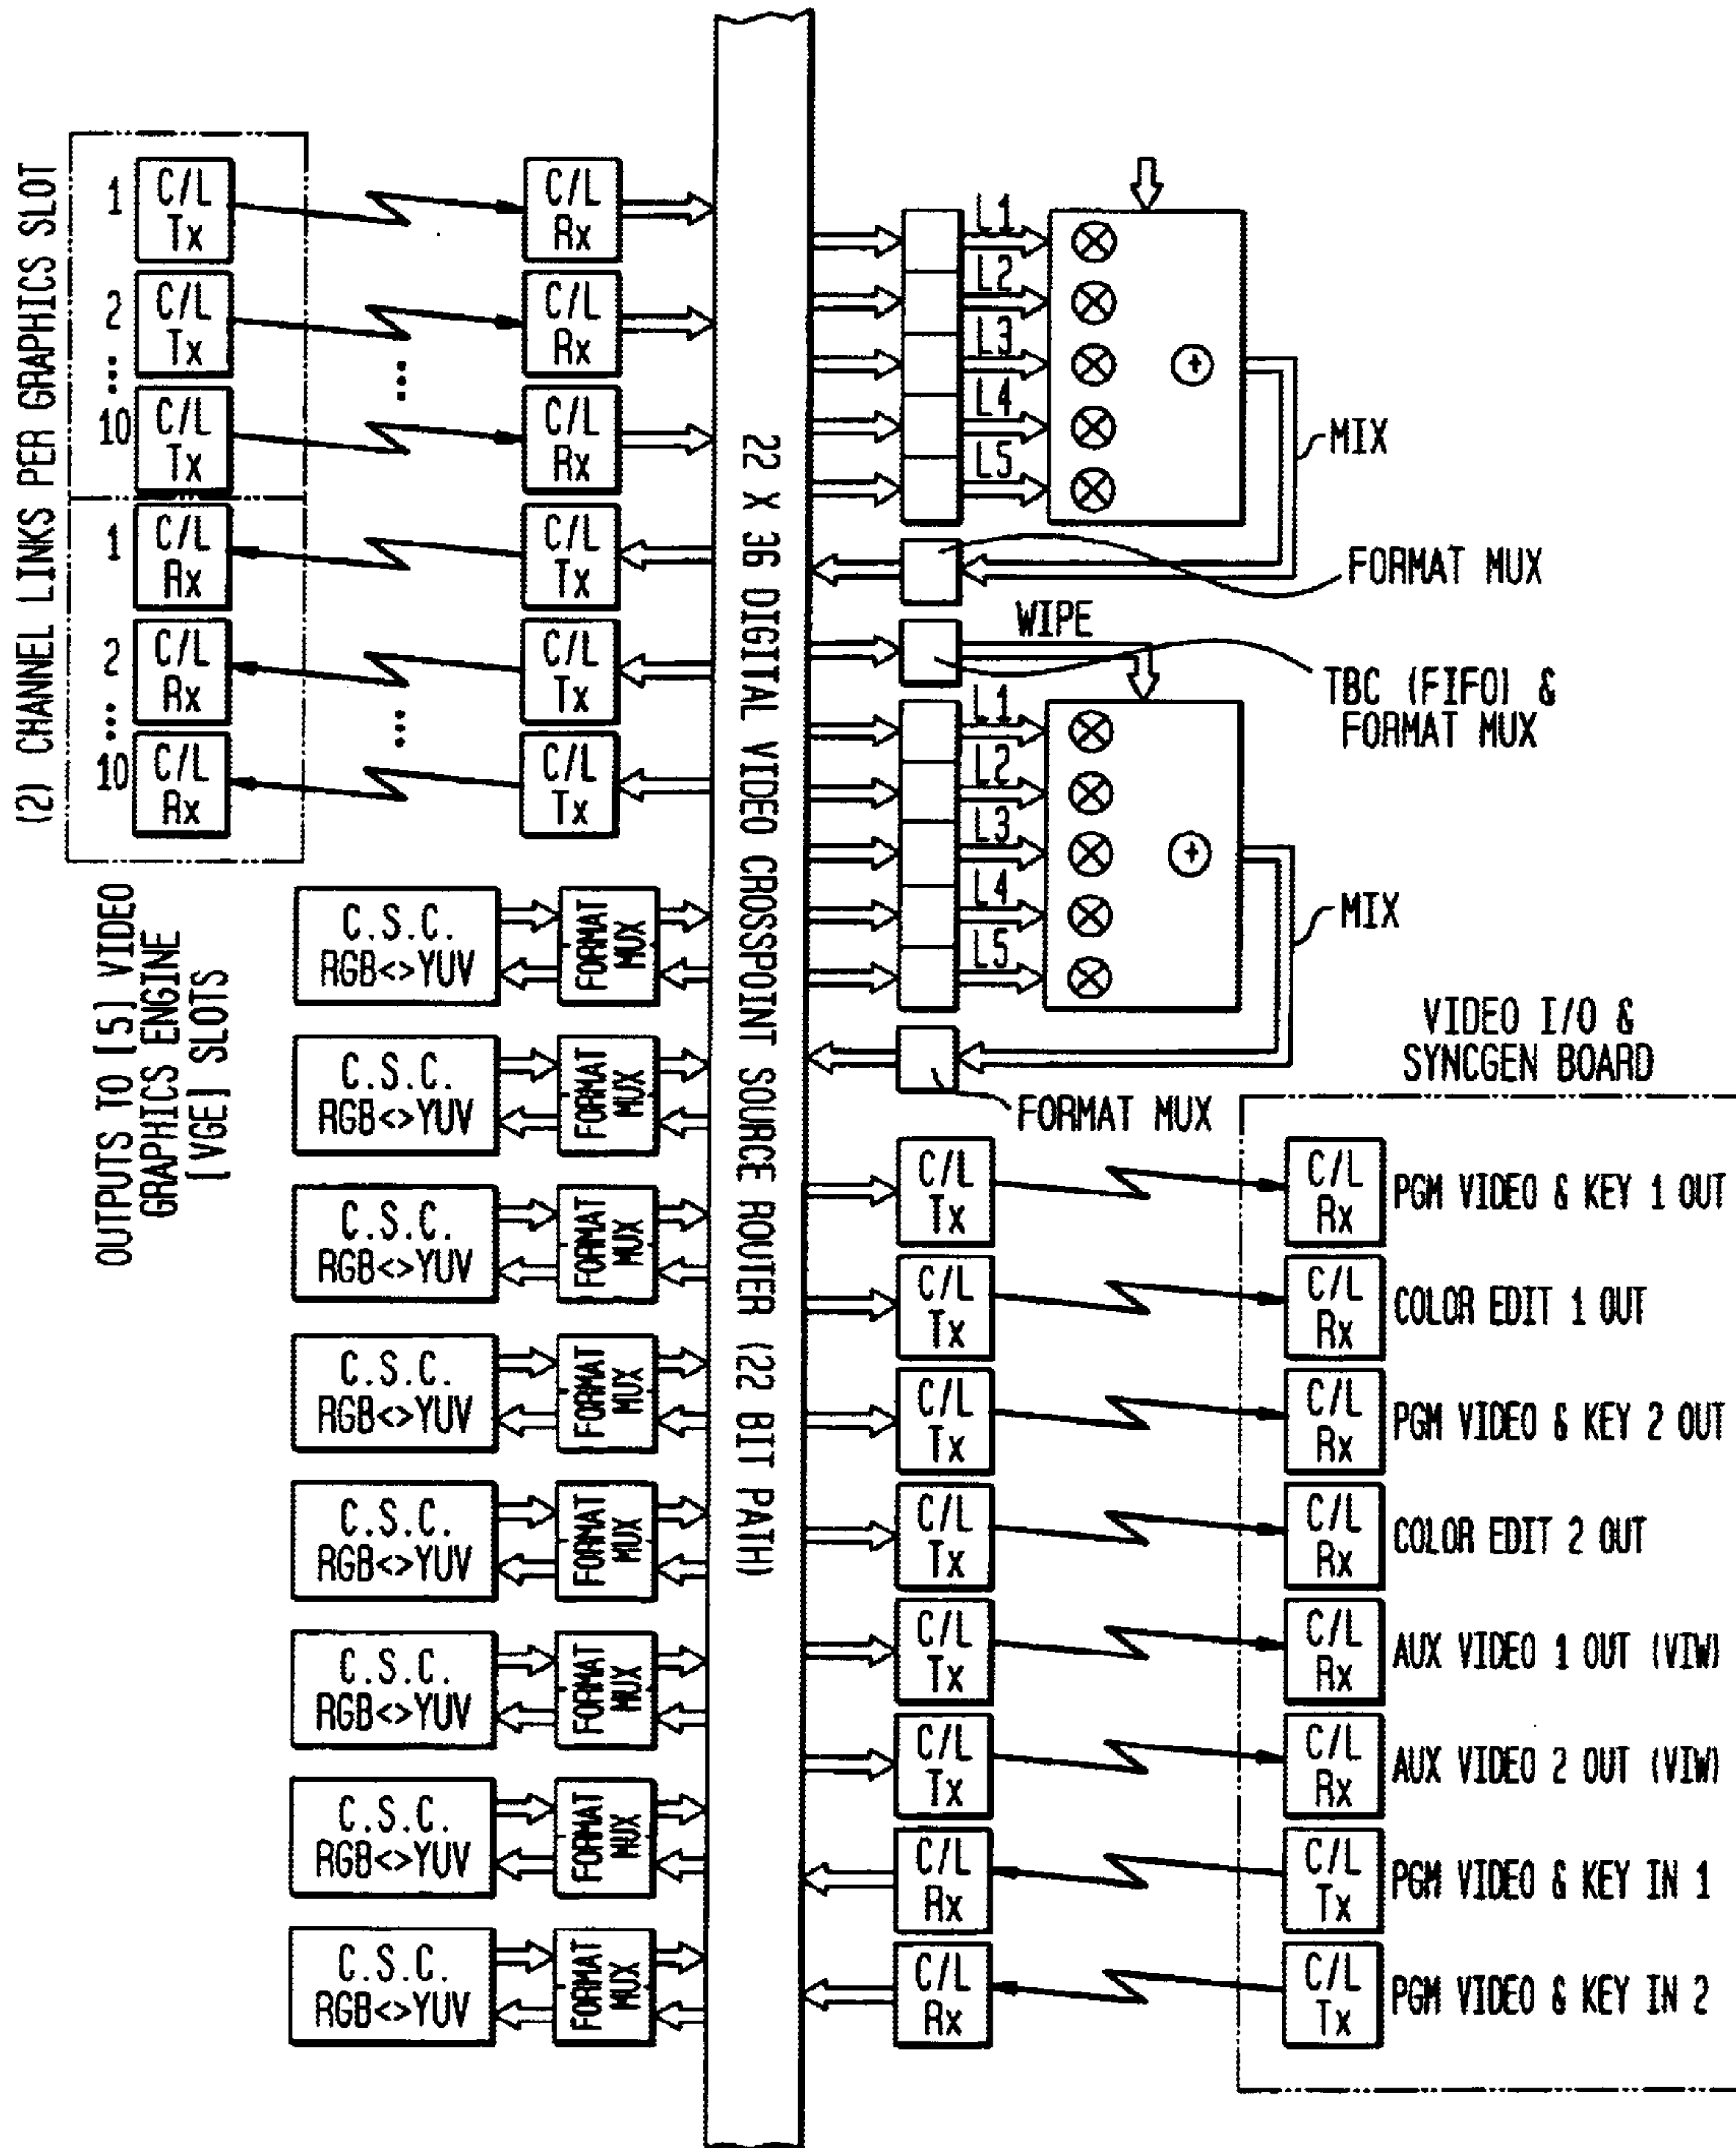 (2) CHANNEL LINKS PER GRAPHICS SLOT
1
C/L
Tx
C/L
Rx
2
C/L
Tx
C/L
Rx
...
...
10
C/L
Tx
C/L
Rx
1
C/L
Rx
C/L
Tx
2
C/L
Rx
C/L
Tx
...
...
10
C/L
Rx
C/L
Tx
OUTPUTS TO [5] VIDEO
GRAPHICS ENGINE
[VGE] SLOTS
C.S.C.
RGB<>YUV
FORMAT
MUX
C.S.C.
RGB<>YUV
FORMAT
MUX
C.S.C.
RGB<>YUV
FORMAT
MUX
C.S.C.
RGB<>YUV
FORMAT
MUX
C.S.C.
RGB<>YUV
FORMAT
MUX
C.S.C.
RGB<>YUV
FORMAT
MUX
C.S.C.
RGB<>YUV
FORMAT
MUX
C.S.C.
RGB<>YUV
FORMAT
MUX
22 X 36 DIGITAL VIDEO CROSSPOINT SOURCE ROUTER (22 BIT PATH)
L1
L2
L3
L4
L5
+
MIX
FORMAT MUX
WIPE
TBC (FIFO) &
FORMAT MUX
L1
L2
L3
L4
L5
+
MIX
FORMAT MUX
VIDEO I/O &
SYNCGEN BOARD
C/L
Tx
C/L
Rx
PGM VIDEO & KEY 1 OUT
C/L
Tx
C/L
Rx
COLOR EDIT 1 OUT
C/L
Tx
C/L
Rx
PGM VIDEO & KEY 2 OUT
C/L
Tx
C/L
Rx
COLOR EDIT 2 OUT
C/L
Tx
C/L
Rx
AUX VIDEO 1 OUT (VIW)
C/L
Tx
C/L
Rx
AUX VIDEO 2 OUT (VIW)
C/L
Rx
C/L
Tx
PGM VIDEO & KEY IN 1
C/L
Rx
C/L
Tx
PGM VIDEO & KEY IN 2